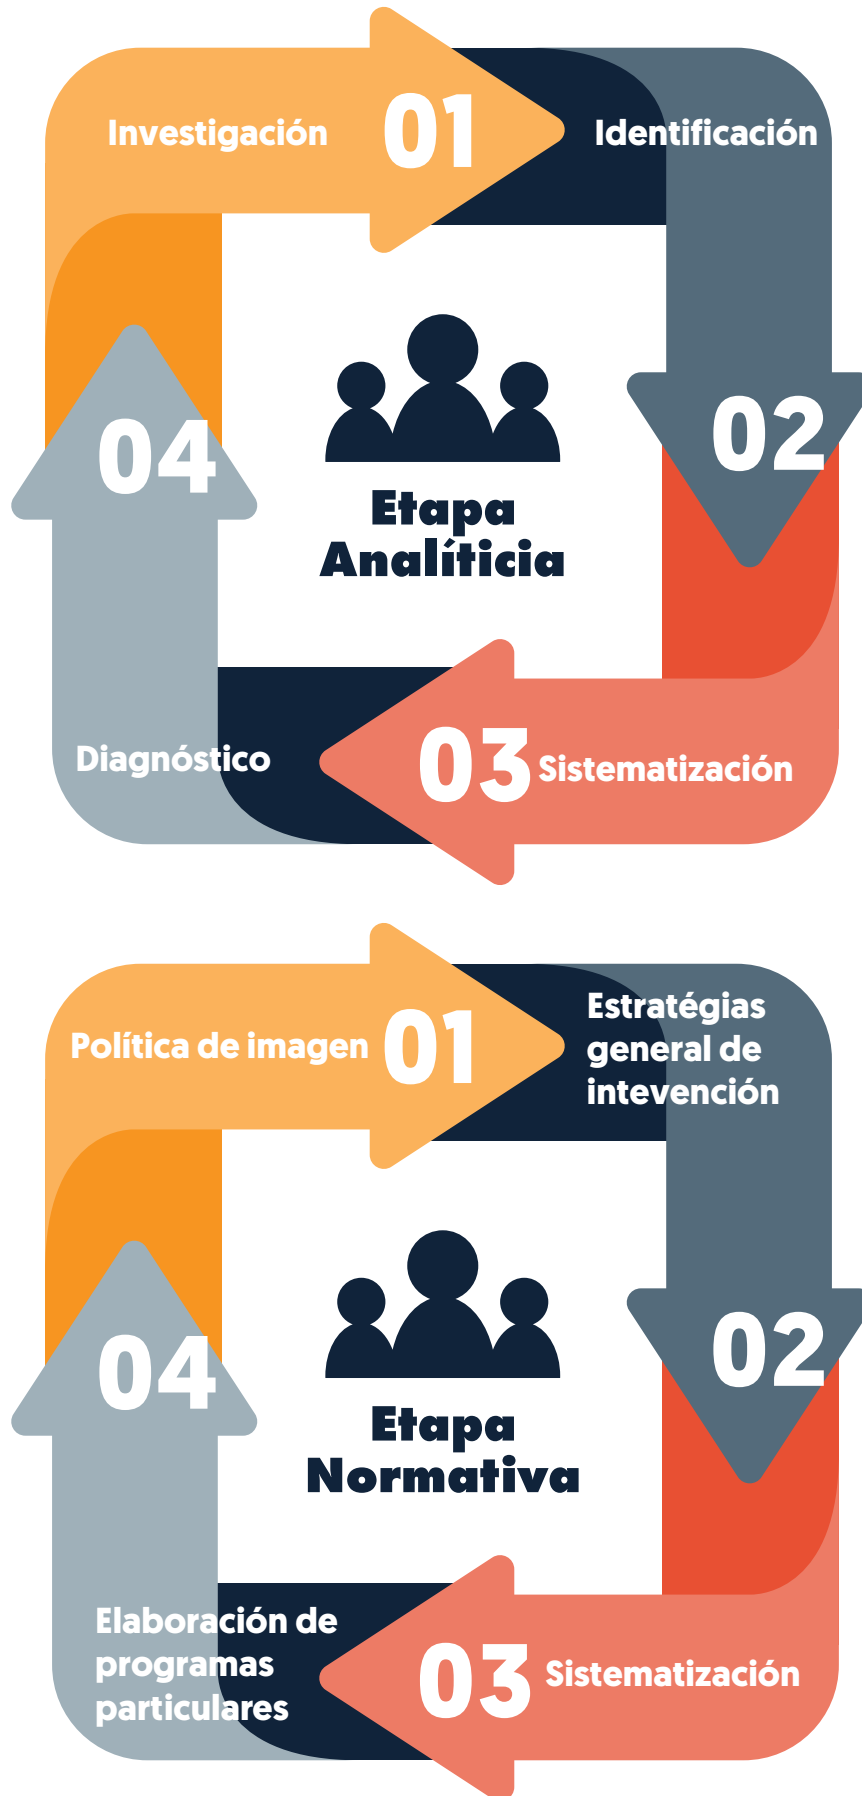 Investigación
01
Identificación
02
03
Sistematización
Diagnóstico
04
Etapa
Analíticia
Política de imagen
01
Estratégias
general de
intevención
02
03
Sistematización
Elaboración de
programas
particulares
04
Etapa
Normativa